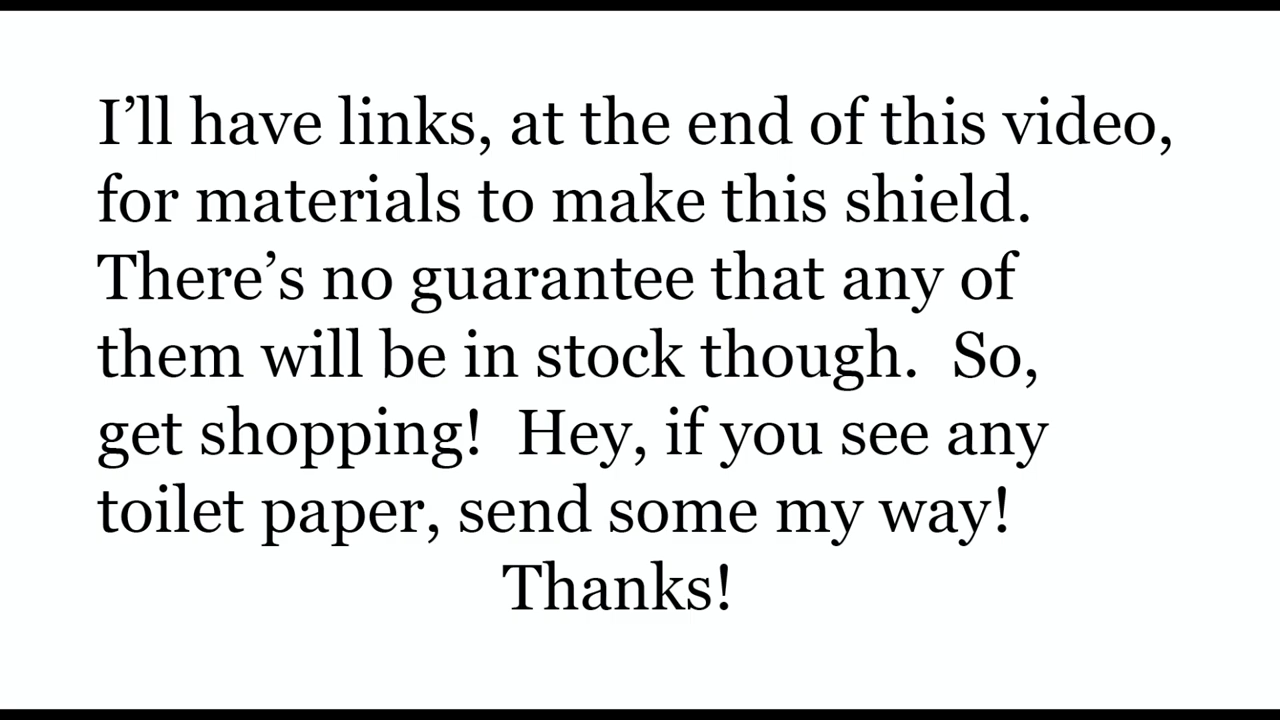 I’ll have links, at the end of this video,
for materials to make this shield.
There’s no guarantee that any of
them will be in stock though.  So,
get shopping!  Hey, if you see any
toilet paper, send some my way!
Thanks!